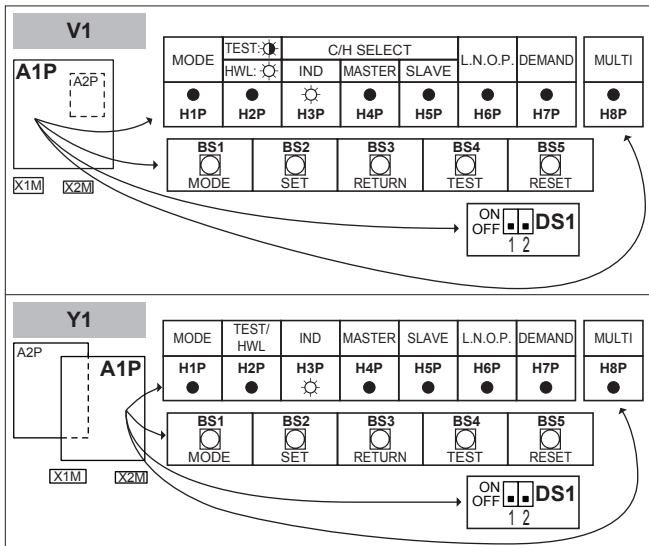 V1
A1P
A2P
X1M X2M
MODE TEST: HWL: C/H SELECT IND MASTER SLAVE L.N.O.P. DEMAND MULTI
H1P H2P H3P H4P H5P H6P H7P H8P
BS1 BS2 BS3 BS4 BS5
MODE SET RETURN TEST RESET
ON
OFF DS1
1 2
Y1
A2P
A1P
X1M X2M
MODE TEST/ HWL IND MASTER SLAVE L.N.O.P. DEMAND MULTI
H1P H2P H3P H4P H5P H6P H7P H8P
BS1 BS2 BS3 BS4 BS5
MODE SET RETURN TEST RESET
ON
OFF DS1
1 2